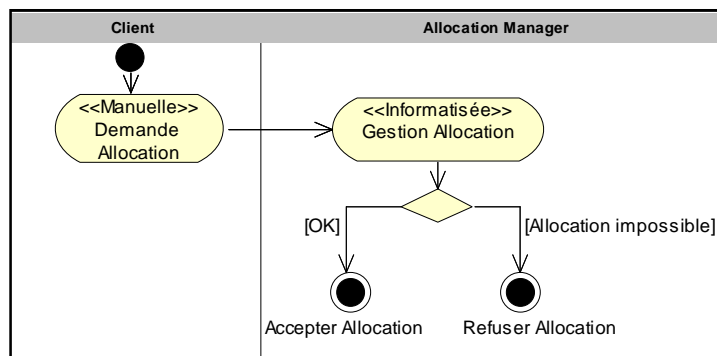 Client
Allocation Manager
<<Manuelle>>
Demande
Allocation
<<Informatisée>>
Gestion Allocation
[OK]
[Allocation impossible]
Accepter Allocation
Refuser Allocation